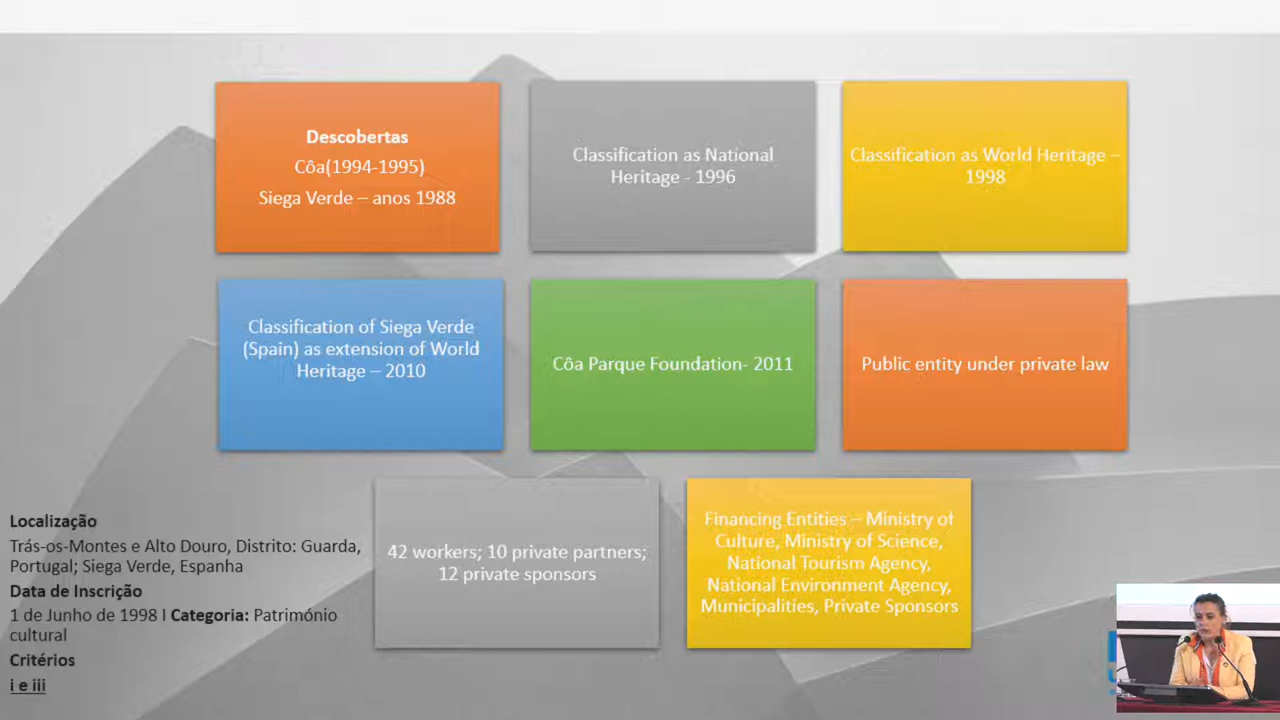 Descobertas
Côa(1994-1995)
Siega Verde – anos 1988
Classification as National
Heritage - 1996
Classification as World Heritage –
1998
Classification of Siega Verde
(Spain) as extension of World
Heritage – 2010
Côa Parque Foundation- 2011
Public entity under private law
42 workers; 10 private partners;
12 private sponsors
Financing Entities – Ministry of
Culture, Ministry of Science,
National Tourism Agency,
National Environment Agency,
Municipalities, Private Sponsors
Localização
Trás-os-Montes e Alto Douro, Distrito: Guarda,
Portugal; Siega Verde, Espanha
Data de Inscrição
1 de Junho de 1998 I Categoria: Património
cultural
Critérios
i e iii